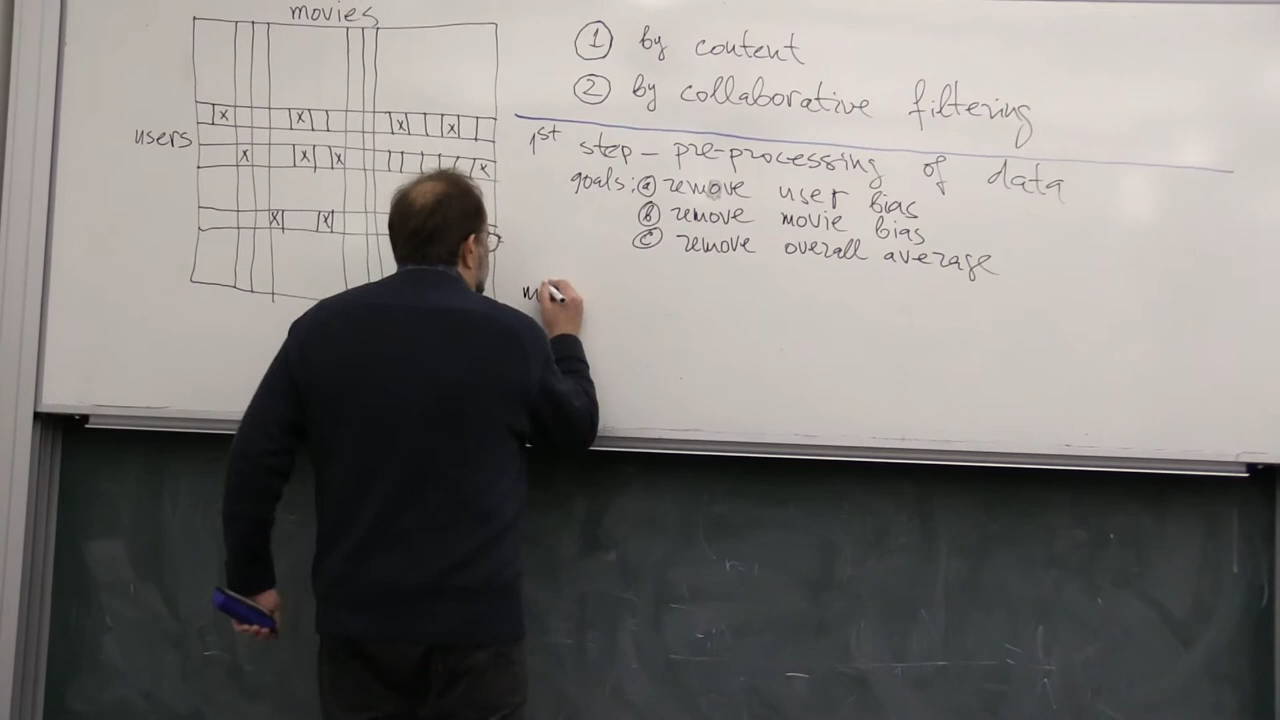 movies
users
x x x x
x x x x
x x
① by content
② by collaborative filtering
1st step - pre-processing of data
goals: ⓐ remove user bias
ⓑ remove movie bias
ⓒ remove overall average